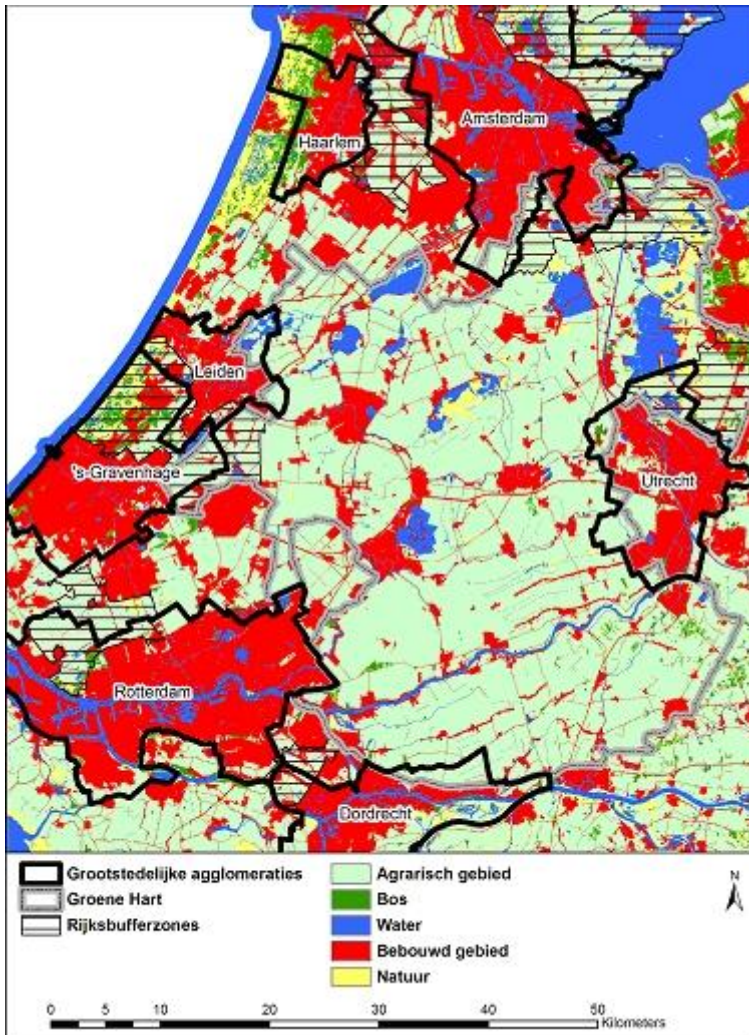 Haarlem
Amsterdam
Leiden
's-Gravenhage
Utrecht
Rotterdam
Dordrecht
Grootstedelijke agglomeraties
Groene Hart
Rijksbufferzones
Agrarisch gebied
Bos
Water
Bebouwd gebied
Natuur
N
0 5 10 20 30 40 50
Kilometers